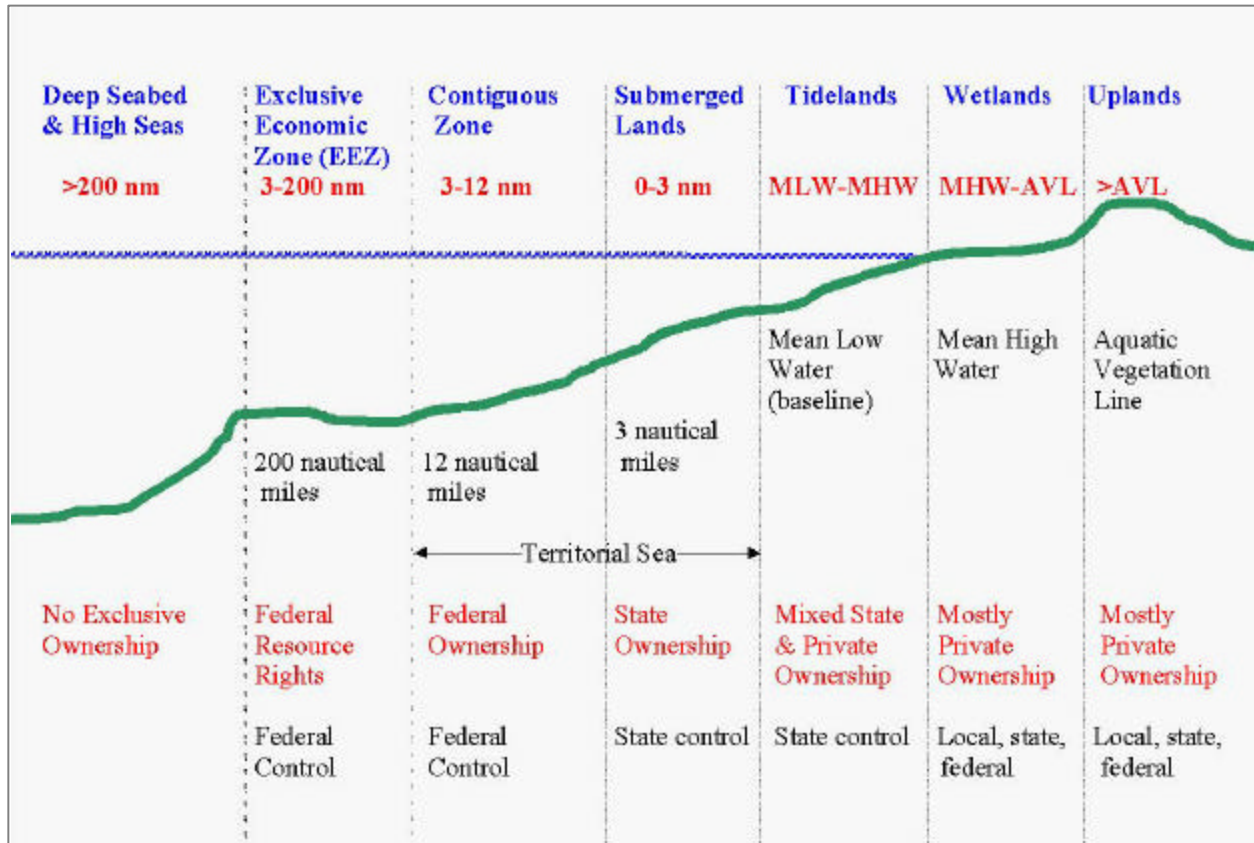 Deep Seabed
& High Seas
>200 nm
Exclusive
Economic
Zone (EEZ)
3-200 nm
Contiguous
Zone
3-12 nm
Submerged
Lands
0-3 nm
Tidelands
MLW-MHW
Wetlands
MHW-AVL
Uplands
>AVL
200 nautical
miles
12 nautical
miles
3 nautical
miles
Mean Low
Water
(baseline)
Mean High
Water
Aquatic
Vegetation
Line
Territorial Sea
No Exclusive
Ownership
Federal
Resource
Rights
Federal
Ownership
State
Ownership
Mixed State
& Private
Ownership
Mostly
Private
Ownership
Mostly
Private
Ownership
Federal
Control
Federal
Control
State control
State control
Local, state,
federal
Local, state,
federal